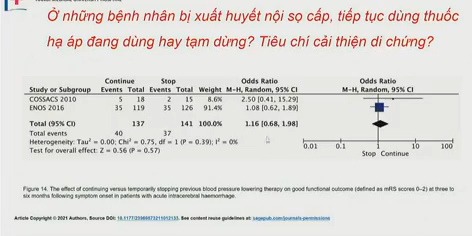 Ở những bệnh nhân bị xuất huyết nội sọ cấp, tiếp tục dùng thuốc
hạ áp đang dùng hay tạm dừng? Tiêu chí cải thiện di chứng?
Continue Stop Odds Ratio Odds Ratio
Study or Subgroup Events Total Events Total Weight M-H, Random, 95% CI M-H, Random, 95% CI
COSSACS 2010 5 18 2 15 8.6% 2.50 [0.41, 15.29]
ENOS 2016 35 119 35 126 91.4% 1.08 [0.62, 1.89]
Total (95% CI) 137 141 100.0% 1.16 [0.68, 1.98]
Total events 40 37
Heterogeneity: Tau² = 0.00; Chi² = 0.75, df = 1 (P = 0.39); I² = 0%
Test for overall effect: Z = 0.56 (P = 0.57)
0.01 0.1 1 10 100
Stop Continue
Figure 14. The effect of continuing versus temporarily stopping previous blood pressure lowering therapy on good functional outcome (defined as mRS scores 0–2) at three to
six months following symptom onset in patients with acute intracerebral haemorrhage.
Article Copyright © 2021 Authors, Source DOI: 10.1177/23969873211012133. See content reuse guidelines at: sagepub.com/journals-permissions